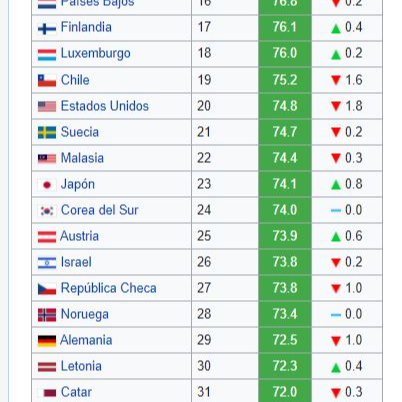 Países Bajos 16 76.8 ▼ 0.2
Finlandia 17 76.1 ▲ 0.4
Luxemburgo 18 76.0 ▲ 0.2
Chile 19 75.2 ▼ 1.6
Estados Unidos 20 74.8 ▼ 1.8
Suecia 21 74.7 ▼ 0.2
Malasia 22 74.4 ▼ 0.3
Japón 23 74.1 ▲ 0.8
Corea del Sur 24 74.0 0.0
Austria 25 73.9 ▲ 0.6
Israel 26 73.8 ▼ 0.2
República Checa 27 73.8 ▼ 1.0
Noruega 28 73.4 0.0
Alemania 29 72.5 ▼ 1.0
Letonia 30 72.3 ▲ 0.4
Catar 31 72.0 ▼ 0.3